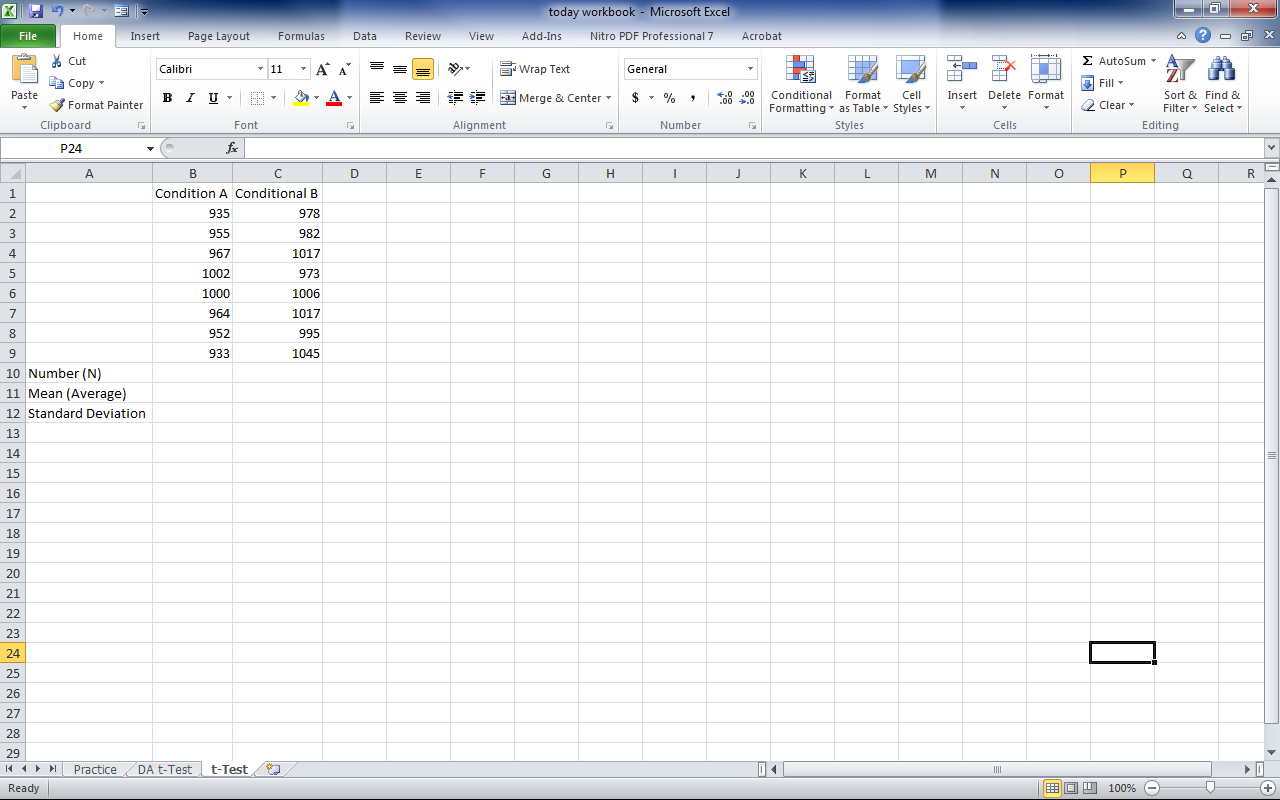 today workbook - Microsoft Excel
File Home Insert Page Layout Formulas Data Review View Add-Ins Nitro PDF Professional 7 Acrobat
Paste
Cut
Copy
Format Painter
Clipboard
Calibri 11
B I U
Font
Wrap Text
Merge & Center
Alignment
General
$ % ,
Number
Conditional
Formatting
Format
as Table
Cell
Styles
Styles
Insert Delete Format
Cells
Σ AutoSum
Fill
Clear
Sort &
Filter
Find &
Select
Editing
P24 fx
A B C D E F G H I J K L M N O P Q R
1 Condition A Conditional B
2 935 978
3 955 982
4 967 1017
5 1002 973
6 1000 1006
7 964 1017
8 952 995
9 933 1045
10 Number (N)
11 Mean (Average)
12 Standard Deviation
13
14
15
16
17
18
19
20
21
22
23
24
25
26
27
28
29
Practice DA t-Test t-Test
Ready 100%